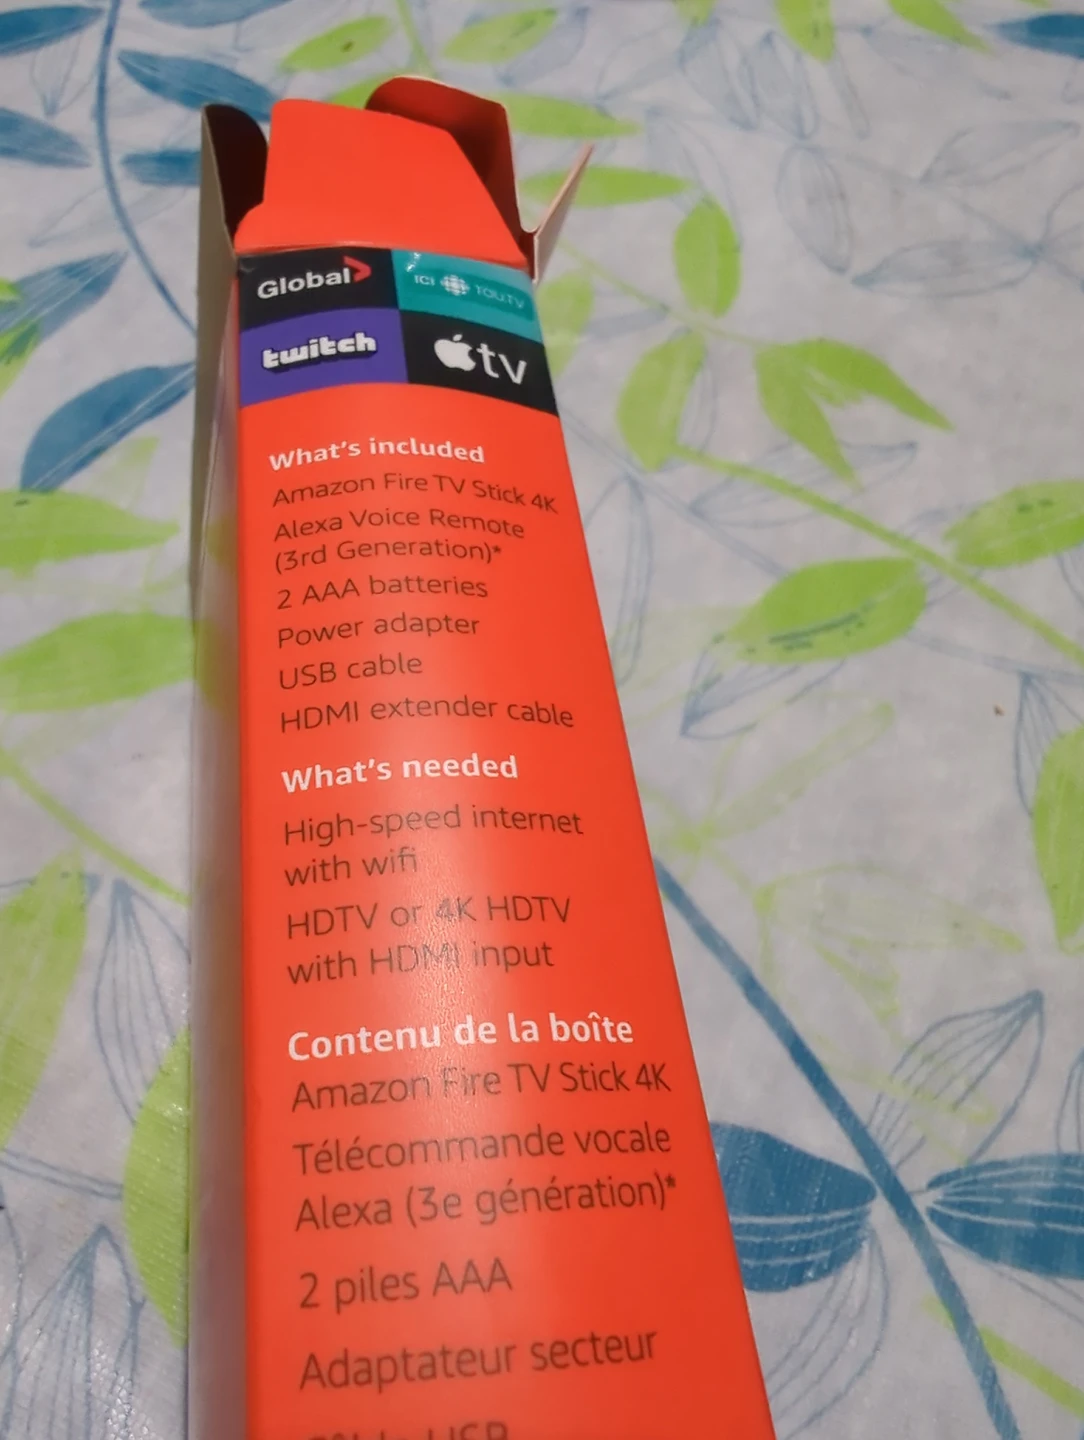 Global
ICI TOU.TV
twitch
tv
What's included
Amazon Fire TV Stick 4K
Alexa Voice Remote
(3rd Generation)*
2 AAA batteries
Power adapter
USB cable
HDMI extender cable
What's needed
High-speed internet
with wifi
HDTV or 4K HDTV
with HDMI input
Contenu de la boîte
Amazon Fire TV Stick 4K
Télécommande vocale
Alexa (3e génération)*
2 piles AAA
Adaptateur secteur
USB